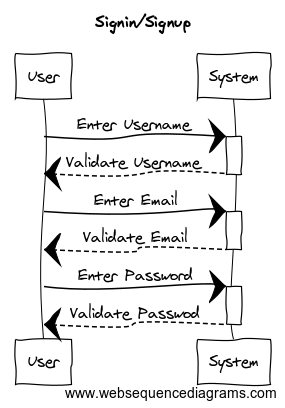 Signin/Signup
User System
Enter Username
Validate Username
Enter Email
Validate Email
Enter Password
Validate Passwod
User System
www.websequencediagrams.com